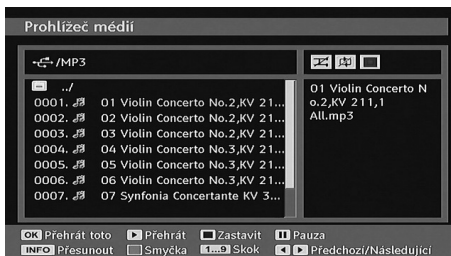 Prohlížeč médií
/MP3
../
0001. 01 Violin Concerto No.2,KV 21...
0002. 02 Violin Concerto No.2,KV 21...
0003. 03 Violin Concerto No.2,KV 21...
0004. 04 Violin Concerto No.3,KV 21...
0005. 05 Violin Concerto No.3,KV 21...
0006. 06 Violin Concerto No.3,KV 21...
0007. 07 Synfonia Concertante KV 3...
01 Violin Concerto N
o.2,KV 211,1
All.mp3
OK Přehrát toto Přehrát Zastavit Pauza
INFO Přesunout Smyčka 1...9 Skok Předchozí/Následující